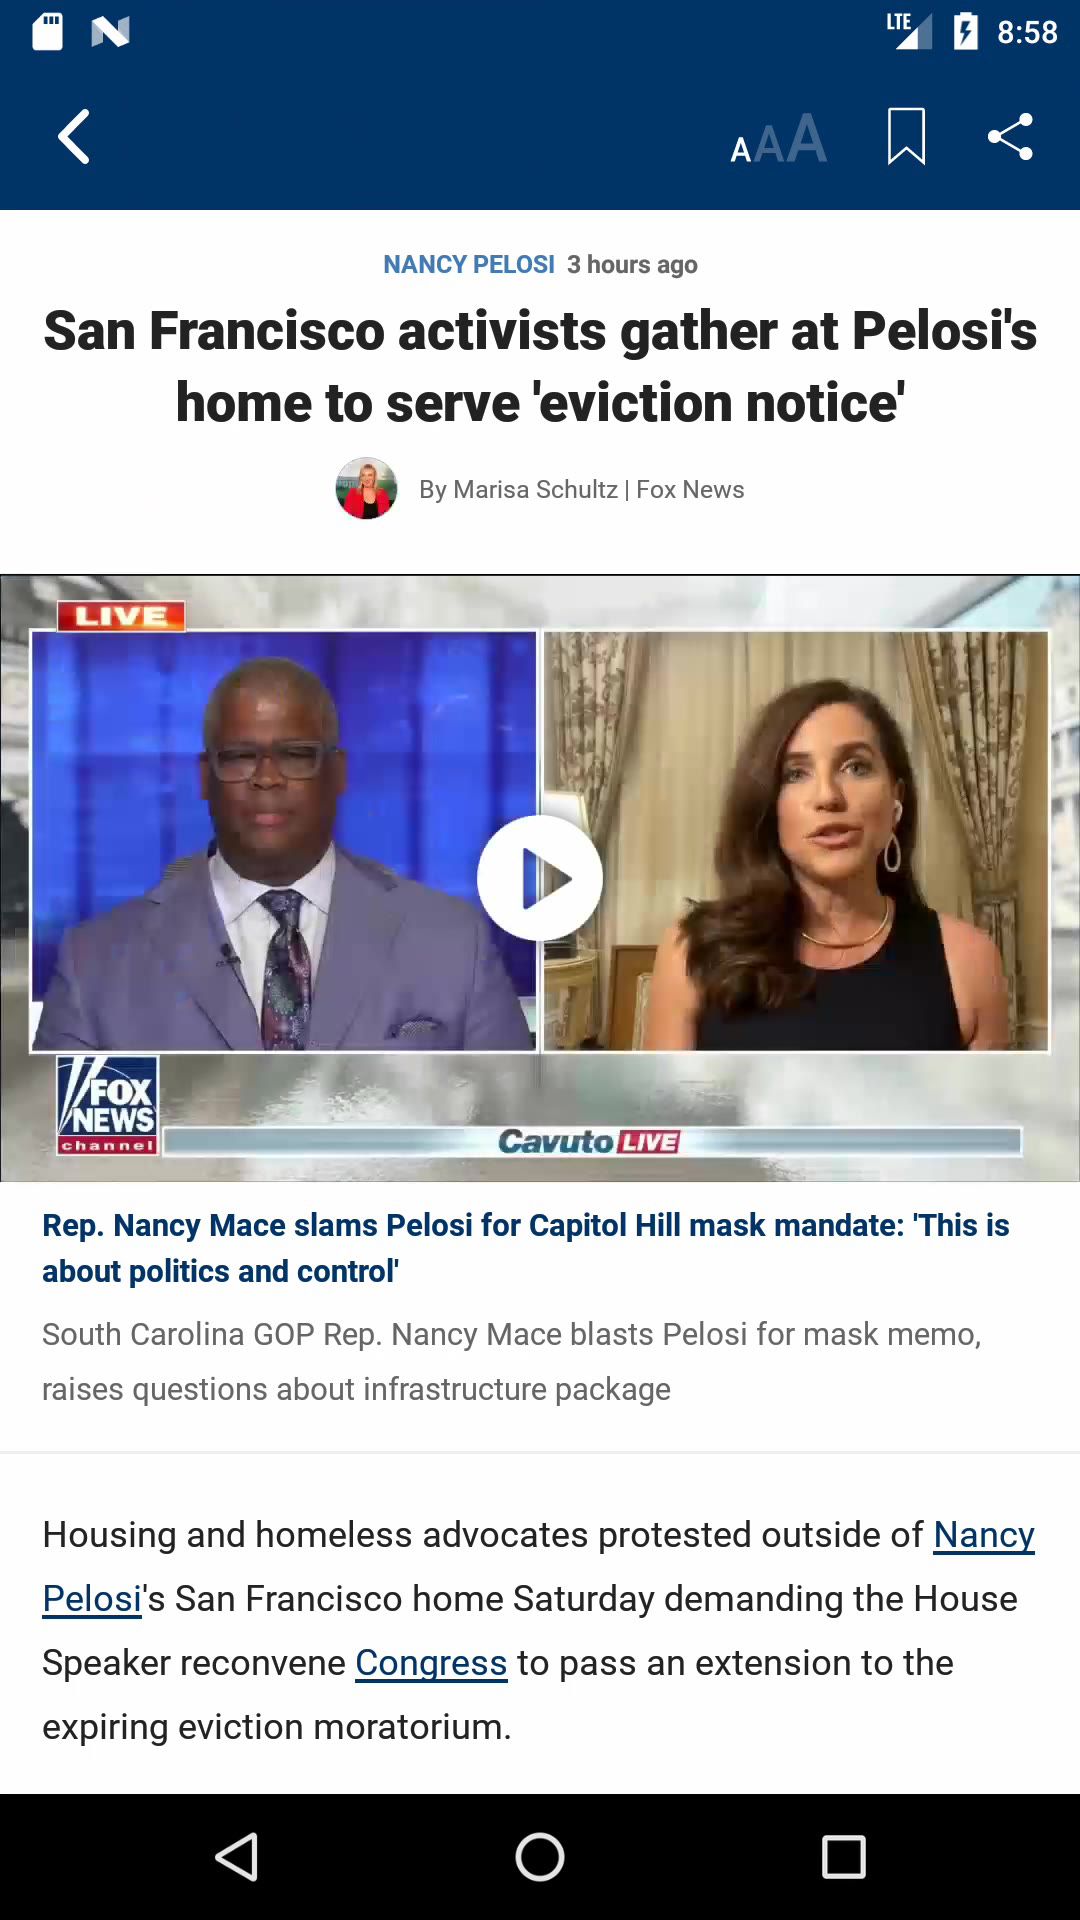 LTE 8:58
AAA
NANCY PELOSI 3 hours ago
San Francisco activists gather at Pelosi's
home to serve 'eviction notice'
By Marisa Schultz | Fox News
LIVE
FOX
NEWS
channel
Cavuto LIVE
Rep. Nancy Mace slams Pelosi for Capitol Hill mask mandate: 'This is
about politics and control'
South Carolina GOP Rep. Nancy Mace blasts Pelosi for mask memo,
raises questions about infrastructure package
Housing and homeless advocates protested outside of Nancy
Pelosi's San Francisco home Saturday demanding the House
Speaker reconvene Congress to pass an extension to the
expiring eviction moratorium.